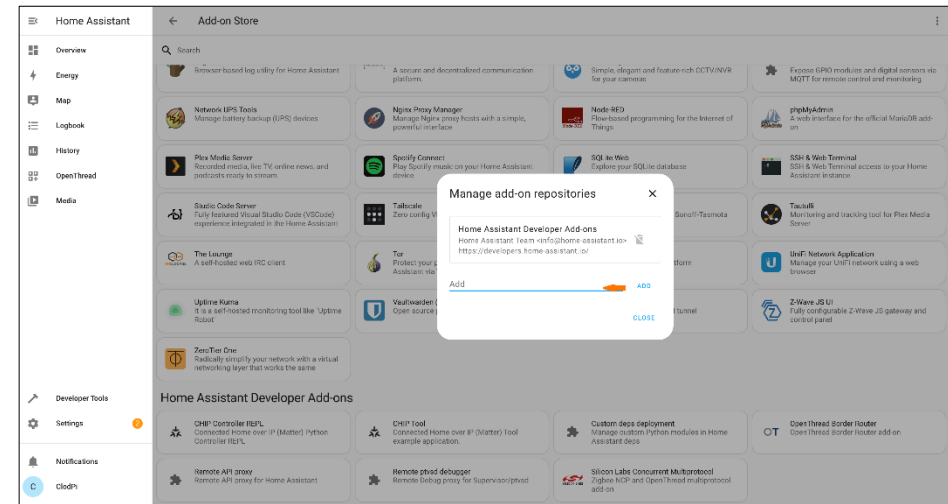 Home Assistant
Add-on Store
Overview
Energy
Map
Logbook
History
OpenThread
Media
Developer Tools
Settings
2
Notifications
C
ClodPi
Search
Browser-based log utility for Home Assistant
A secure and decentralized communication
platform.
Simple, elegant and feature-rich CCTV/NVR
for your cameras
Expose GPIO modules and digital sensors via
MQTT for remote control and monitoring.
Network UPS Tools
Manage battery backup (UPS) devices
Nginx Proxy Manager
Manage Nginx proxy hosts with a simple,
powerful interface
Node-RED
Flow-based programming for the Internet of
Things
phpMyAdmin
A web interface for the official MariaDB add-
on
Plex Media Server
Recorded media, live TV, online news, and
podcasts ready to stream.
Spotify Connect
Play Spotify music on your Home Assistant
device
SQLite Web
Explore your SQLite database
SSH & Web Terminal
SSH & Web Terminal access to your Home
Assistant instance
Studio Code Server
Fully featured Visual Studio Code (VSCode)
experience integrated in the Home Assistant
Tailscale
Zero config V
Sonoff-Tasmota
Tautulli
Monitoring and tracking tool for Plex Media
Server
The Lounge
A self-hosted web IRC client
Tor
Protect your p
Assistant via
UniFi Network Application
Manage your UniFi network using a web
browser
Uptime Kuma
It is a self-hosted monitoring tool like 'Uptime
Robot'
Vaultwarden (
Open source p
tunnel
Z-Wave JS UI
Fully configurable Z-Wave JS gateway and
control panel
ZeroTier One
Radically simplify your network with a virtual
networking layer that works the same
Manage add-on repositories
Home Assistant Developer Add-ons
Home Assistant Team <info@home-assistant.io>
https://developers.home-assistant.io/
Add
ADD
CLOSE
Home Assistant Developer Add-ons
CHIP Controller REPL
Connected Home over IP (Matter) Python
Controller REPL
CHIP Tool
Connected Home over IP (Matter) Tool
example application.
Custom deps deployment
Manage custom Python modules in Home
Assistant deps
OT
OpenThread Border Router
OpenThread Border Router add-on
Remote API proxy
Remote API proxy for Home Assistant
Remote ptvsd debugger
Remote Debug proxy for Supervisor/ptvsd
Silicon Labs Concurrent Multiprotocol
Zigbee NCP and OpenThread multiprotocol
add-on